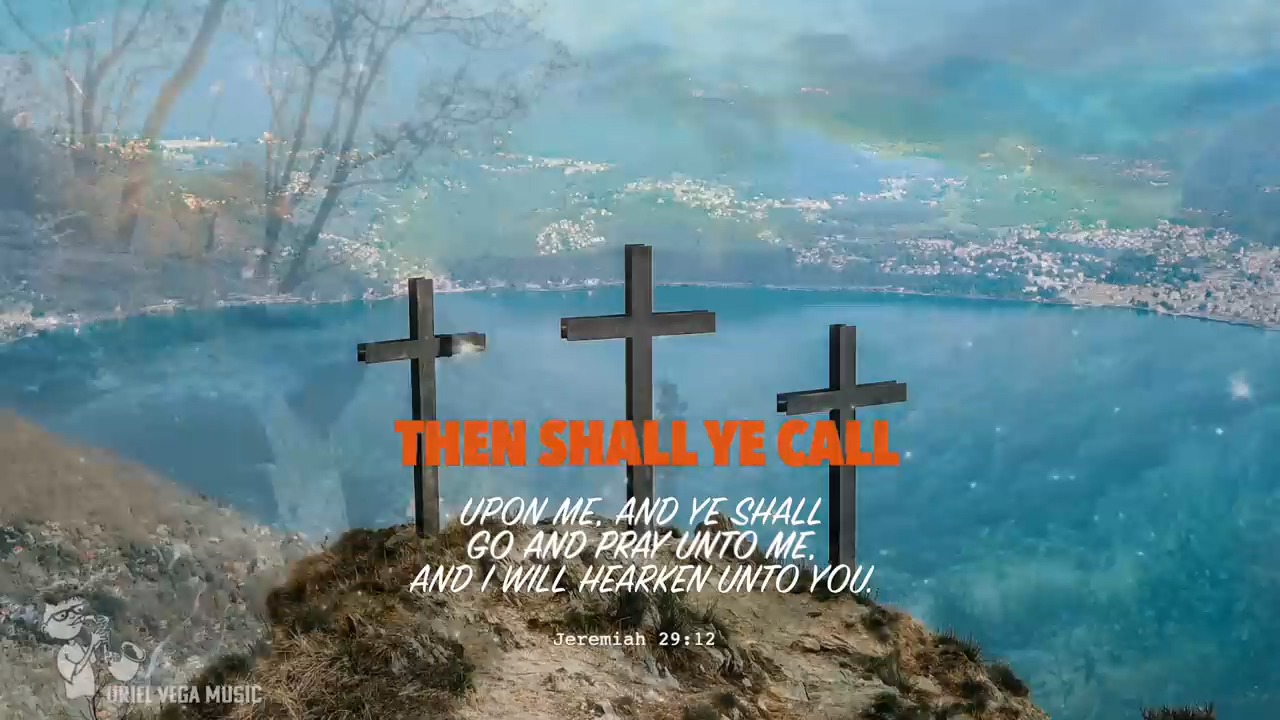 THEN SHALL YE CALL
UPON ME, AND YE SHALL
GO AND PRAY UNTO ME,
AND I WILL HEARKEN UNTO YOU.
Jeremiah 29:12
URIEL VEGA MUSIC